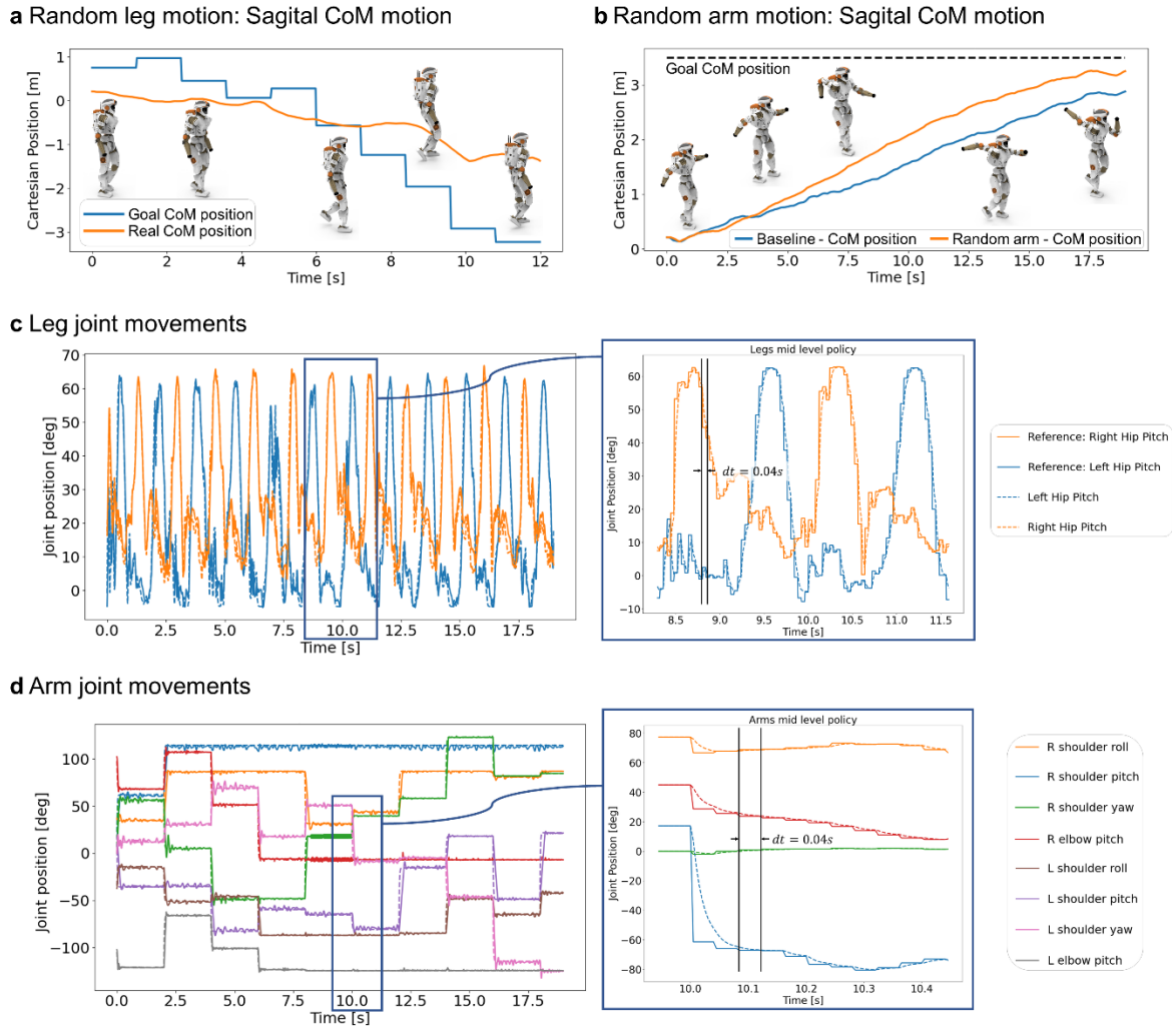 a Random leg motion: Sagital CoM motion
1
0
−1
−2
−3
Cartesian Position [m]
Goal CoM position
Real CoM position
0 2 4 6 8 10 12
Time [s]
b Random arm motion: Sagital CoM motion
Goal CoM position
3
2
1
0
Cartesian Position [m]
Baseline - CoM position
Random arm - CoM position
0.0 2.5 5.0 7.5 10.0 12.5 15.0 17.5
Time [s]
c Leg joint movements
70
60
50
40
30
20
10
0
Joint Position [deg]
0.0 2.5 5.0 7.5 10.0 12.5 15.0 17.5
Time [s]
Legs mid level policy
60
50
40
30
20
10
0
−10
Joint Position [deg]
dt = 0.04s
8.5 9.0 9.5 10.0 10.5 11.0 11.5
Time [s]
Reference: Right Hip Pitch
Reference: Left Hip Pitch
Left Hip Pitch
Right Hip Pitch
d Arm joint movements
100
50
0
−50
−100
Joint position [deg]
0.0 2.5 5.0 7.5 10.0 12.5 15.0 17.5
Time [s]
Arms mid level policy
80
60
40
20
0
−20
−40
−60
−80
Joint Position [deg]
dt = 0.04s
10.0 10.1 10.2 10.3 10.4
Time [s]
R shoulder roll
R shoulder pitch
R shoulder yaw
R elbow pitch
L shoulder roll
L shoulder pitch
L shoulder yaw
L elbow pitch